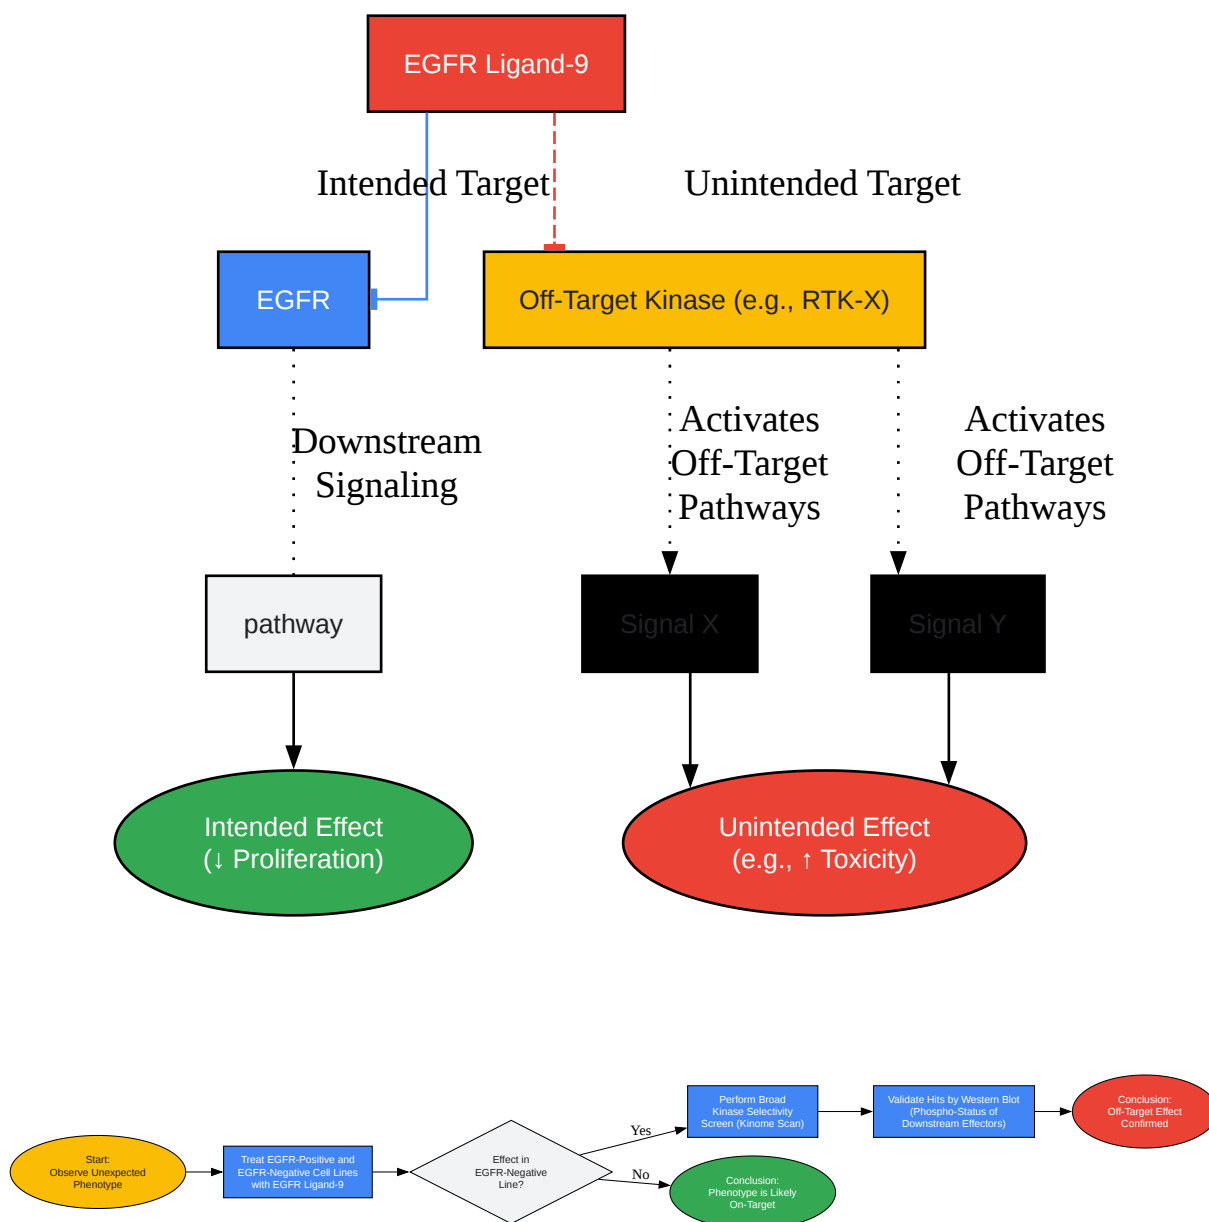 EGFR Ligand-9
Intended Target
Unintended Target
EGFR
Off-Target Kinase (e.g., RTK-X)
Downstream
Signaling
Activates
Off-Target
Pathways
Activates
Off-Target
Pathways
pathway
Signal X
Signal Y
Intended Effect
(↓ Proliferation)
Unintended Effect
(e.g., ↑ Toxicity)
Start:
Observe Unexpected
Phenotype
Treat EGFR-Positive and
EGFR-Negative Cell Lines
with EGFR Ligand-9
Effect in
EGFR-Negative
Line?
Yes
No
Perform Broad
Kinase Selectivity
Screen (Kinome Scan)
Validate Hits by Western Blot
(Phospho-Status of
Downstream Effectors)
Conclusion:
Off-Target Effect
Confirmed
Conclusion:
Phenotype is Likely
On-Target